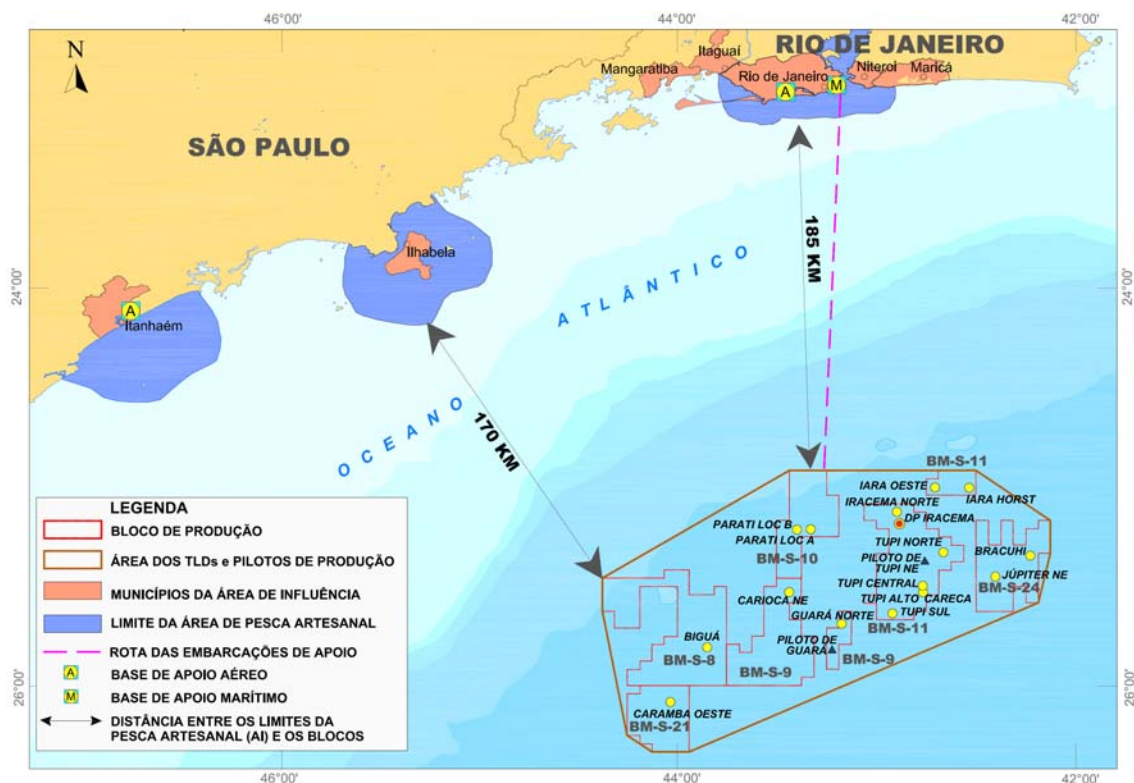 46°00'
44°00'
42°00'
N
RIO DE JANEIRO
Itaguaí
Mangaratiba
Rio de Janeiro
Niteroi
Maricá
A
M
SÃO PAULO
185 KM
Ilhabela
24°00'
24°00'
A
Itanhaém
OCEANO ATLÂNTICO
170 KM
BM-S-11
IARA OESTE
IARA HORST
IRACEMA NORTE
DP IRACEMA
PARATI LOC B
PARATI LOC A
BM-S-10
TUPI NORTE
BRACUHI
PILOTO DE
TUPI NE
JÚPITER NE
TUPI CENTRAL
BM-S-24
CARIOCA NE
TUPI ALTO CARECA
GUARÁ NORTE
TUPI SUL
BM-S-11
BIGUÁ
PILOTO DE
GUARÁ
BM-S-8
BM-S-9
BM-S-9
26°00'
26°00'
CARAMBA OESTE
BM-S-21
LEGENDA
BLOCO DE PRODUÇÃO
ÁREA DOS TLDs e PILOTOS DE PRODUÇÃO
MUNICÍPIOS DA ÁREA DE INFLUÊNCIA
LIMITE DA ÁREA DE PESCA ARTESANAL
ROTA DAS EMBARCAÇÕES DE APOIO
A BASE DE APOIO AÉREO
M BASE DE APOIO MARÍTIMO
DISTÂNCIA ENTRE OS LIMITES DA
PESCA ARTESANAL (AI) E OS BLOCOS
46°00'
44°00'
42°00'